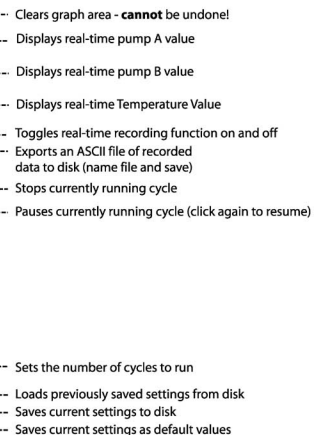 Clears graph area - cannot be undone!
Displays real-time pump A value
Displays real-time pump B value
Displays real-time Temperature Value
Toggles real-time recording function on and off
Exports an ASCII file of recorded
data to disk (name file and save)
Stops currently running cycle
Pauses currently running cycle (click again to resume)
Sets the number of cycles to run
Loads previously saved settings from disk
Saves current settings to disk
Saves current settings as default values